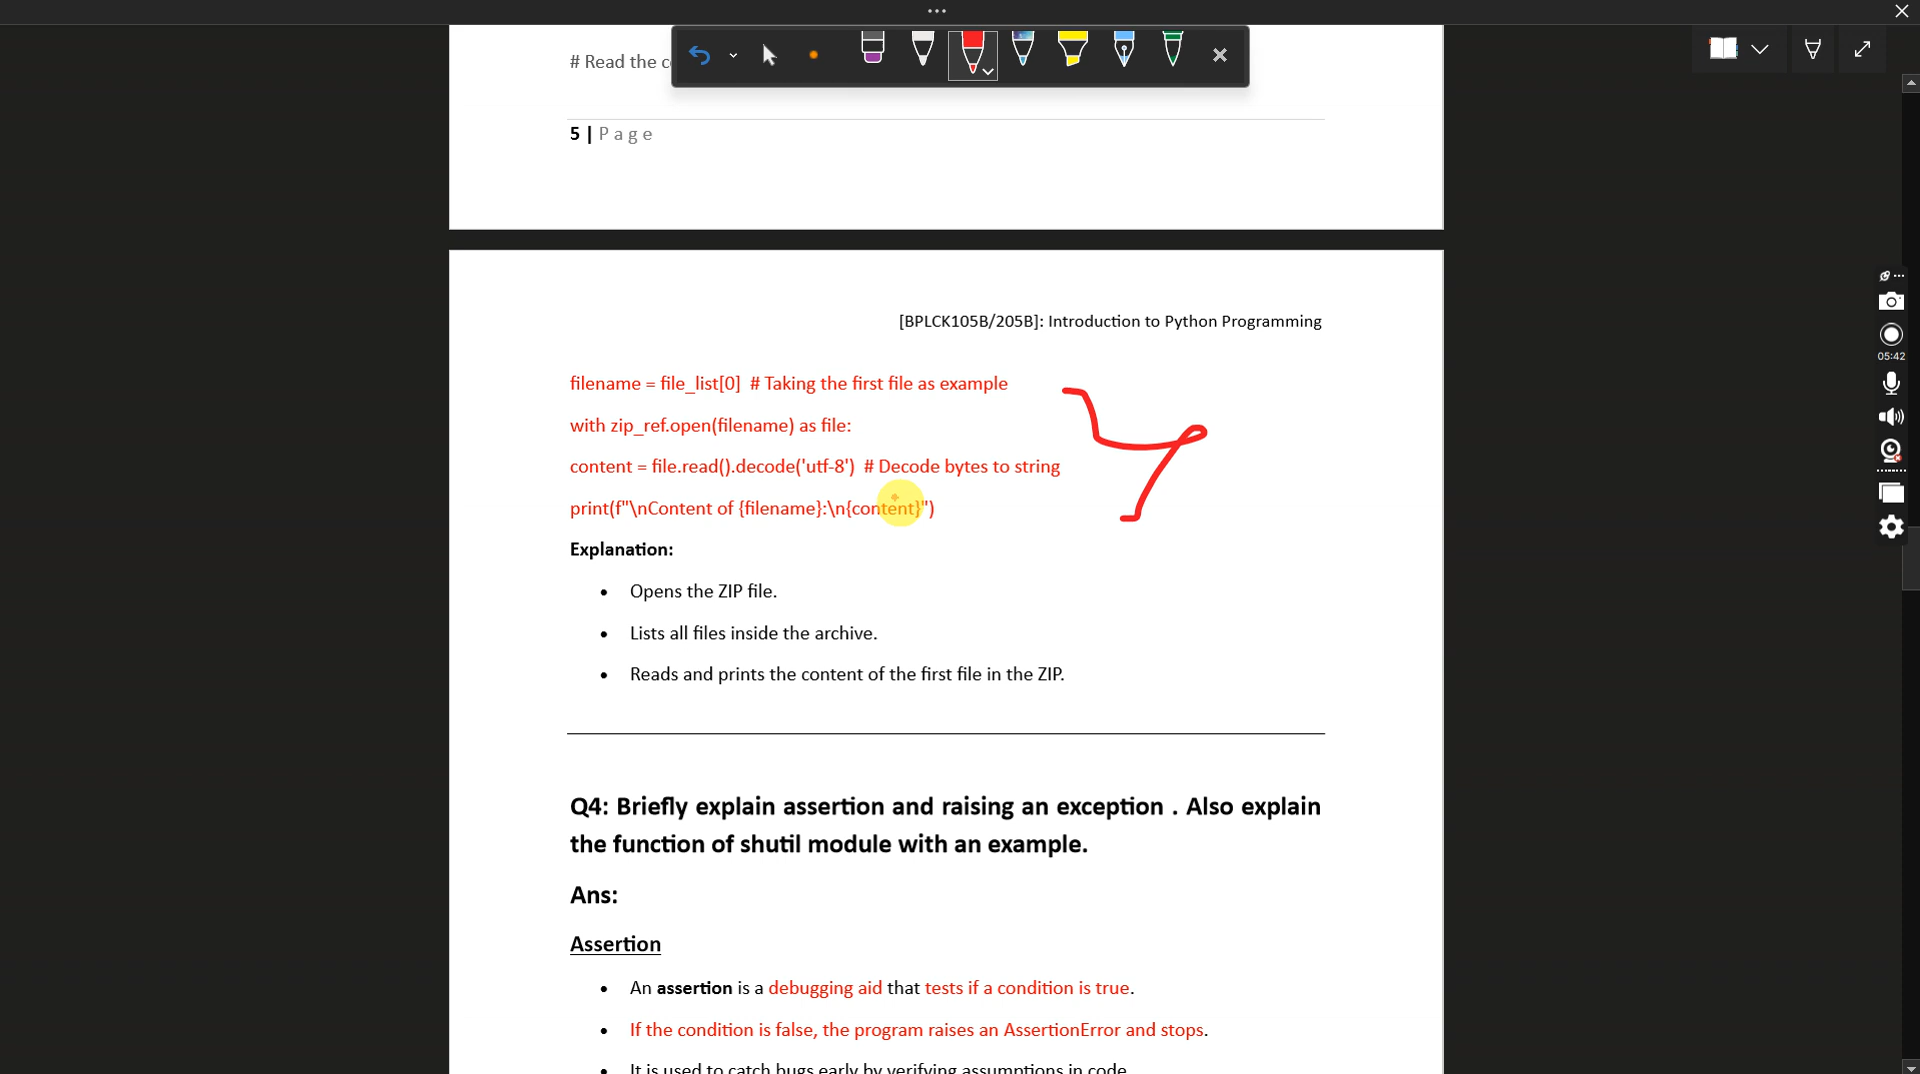 # Read the c
5 | P a g e
[BPLCK105B/205B]: Introduction to Python Programming
filename = file_list[0]  # Taking the first file as example
with zip_ref.open(filename) as file:
content = file.read().decode('utf-8')  # Decode bytes to string
print(f"\nContent of {filename}:\n{content}")
Explanation:
• Opens the ZIP file.
• Lists all files inside the archive.
• Reads and prints the content of the first file in the ZIP.
Q4: Briefly explain assertion and raising an exception . Also explain
the function of shutil module with an example.
Ans:
Assertion
• An assertion is a debugging aid that tests if a condition is true.
• If the condition is false, the program raises an AssertionError and stops.
• It is used to catch bugs early by verifying assumptions in code.
05:42